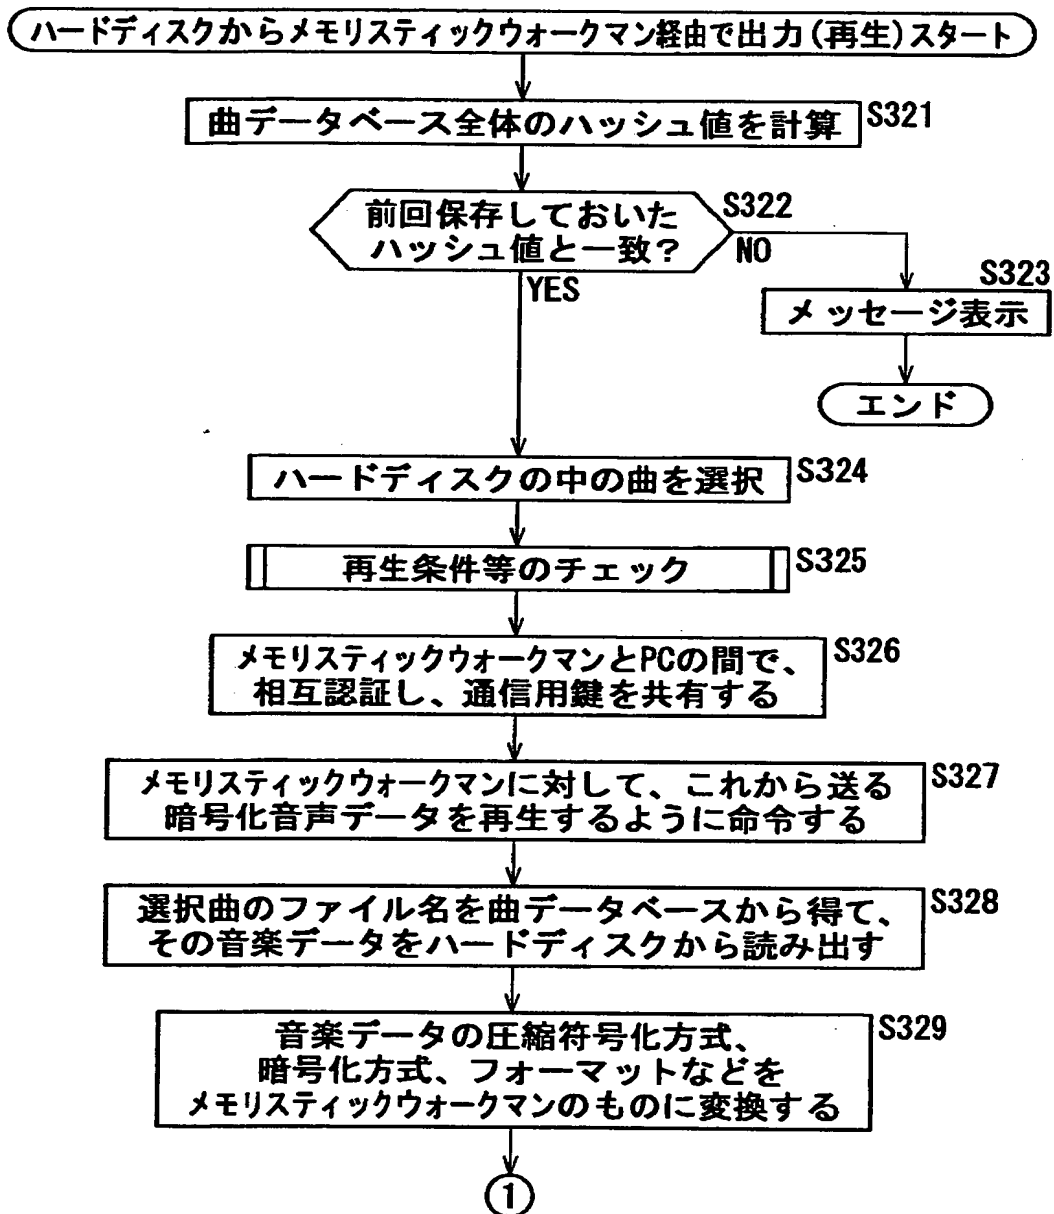 ハードディスクからメモリスティックウォークマン経由で出力(再生)スタート
曲データベース全体のハッシュ値を計算
S321
前回保存しておいた
ハッシュ値と一致?
S322
NO
YES
S323
メッセージ表示
エンド
ハードディスクの中の曲を選択
S324
再生条件等のチェック
S325
メモリスティックウォークマンとPCの間で、
相互認証し、通信用鍵を共有する
S326
メモリスティックウォークマンに対して、これから送る
暗号化音声データを再生するように命令する
S327
選択曲のファイル名を曲データベースから得て、
その音楽データをハードディスクから読み出す
S328
音楽データの圧縮符号化方式、
暗号化方式、フォーマットなどを
メモリスティックウォークマンのものに変換する
S329
1